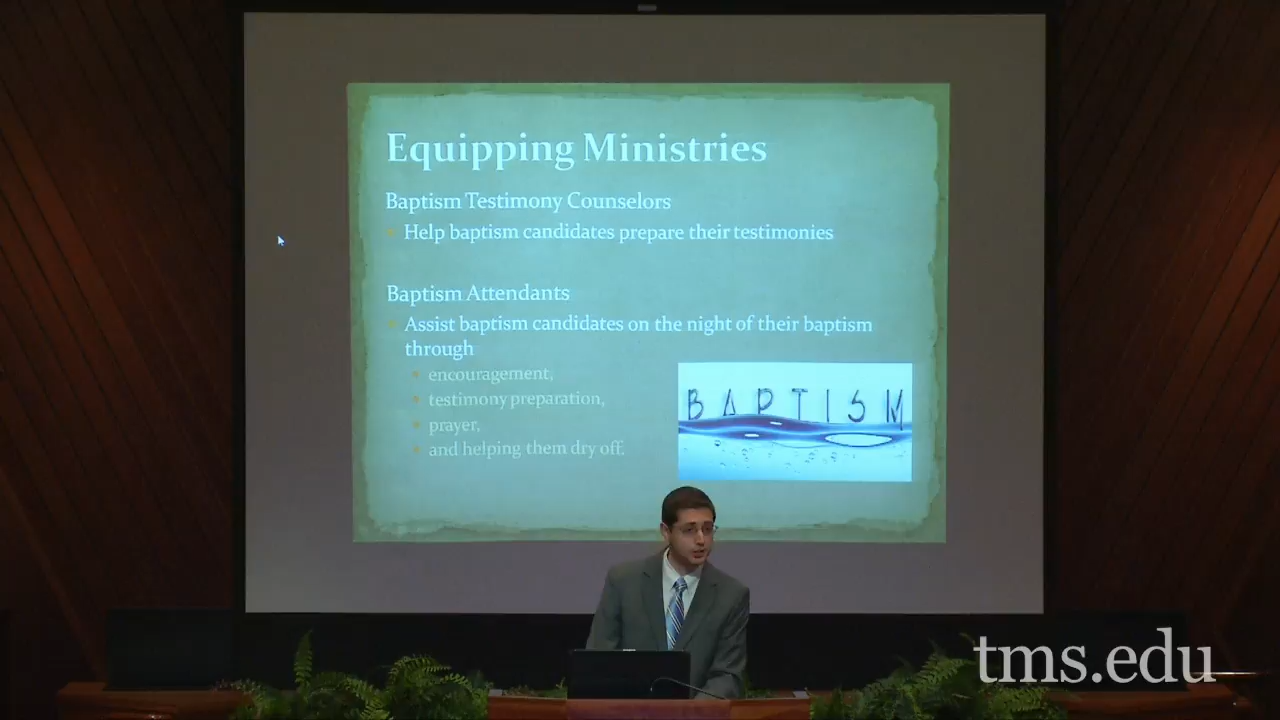 Equipping Ministries
Baptism Testimony Counselors
Help baptism candidates prepare their testimonies
Baptism Attendants
Assist baptism candidates on the night of their baptism
through
encouragement,
testimony preparation,
prayer,
and helping them dry off.
BAPTISM
tms.edu